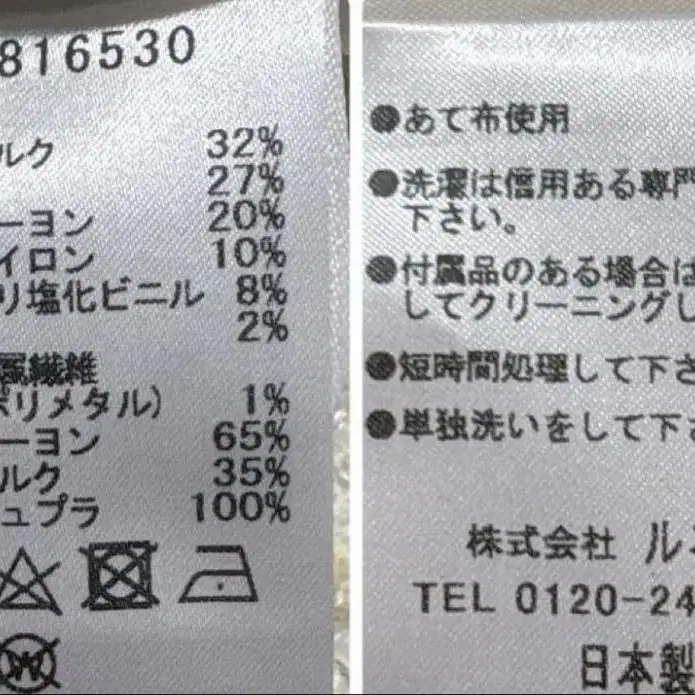 816530
ルク 32%
27%
ーヨン 20%
イロン 10%
リ塩化ビニル 8%
2%
属繊維
ポリメタル) 1%
ーヨン 65%
ルク 35%
ュプラ 100%
●あて布使用
●洗濯は信用ある専門
下さい。
●付属品のある場合は
してクリーニングし
●短時間処理して下さ
●単独洗いをして下さ
株式会社 ル
TEL 0120-24
日本製